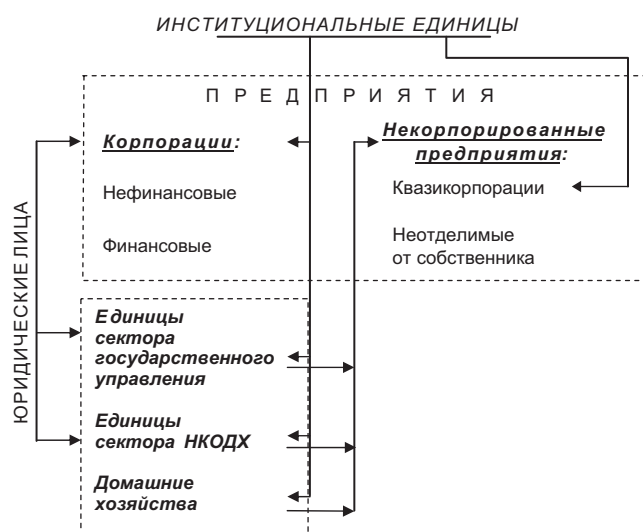 ИНСТИТУЦИОНАЛЬНЫЕ ЕДИНИЦЫ
ПРЕДПРИЯТИЯ
Корпорации:
Нефинансовые
Финансовые
Некорпорированные
предприятия:
Квазикорпорации
Неотделимые
от собственника
ЮРИДИЧЕСКИЕ ЛИЦА
Единицы
сектора
государственного
управления
Единицы
сектора НКОДХ
Домашние
хозяйства